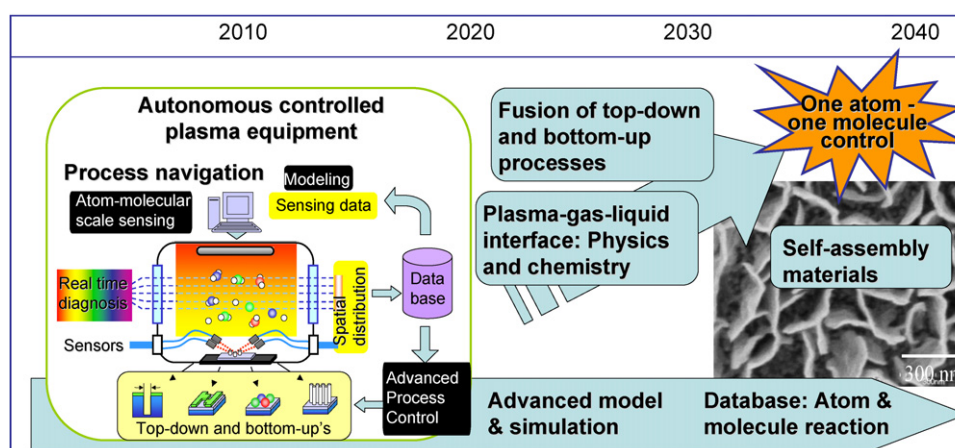 2010 2020 2030 2040
Autonomous controlled
plasma equipment
Process navigation
Atom-molecular
scale sensing
Modeling
Sensing data
Real time
diagnosis
Spatial
distribution
Data
base
Sensors
Advanced
Process
Control
Top-down and bottom-up's
Fusion of top-down
and bottom-up
processes
Plasma-gas-liquid
interface: Physics
and chemistry
One atom -
one molecule
control
Self-assembly
materials
300 nm
Advanced model
& simulation
Database: Atom &
molecule reaction